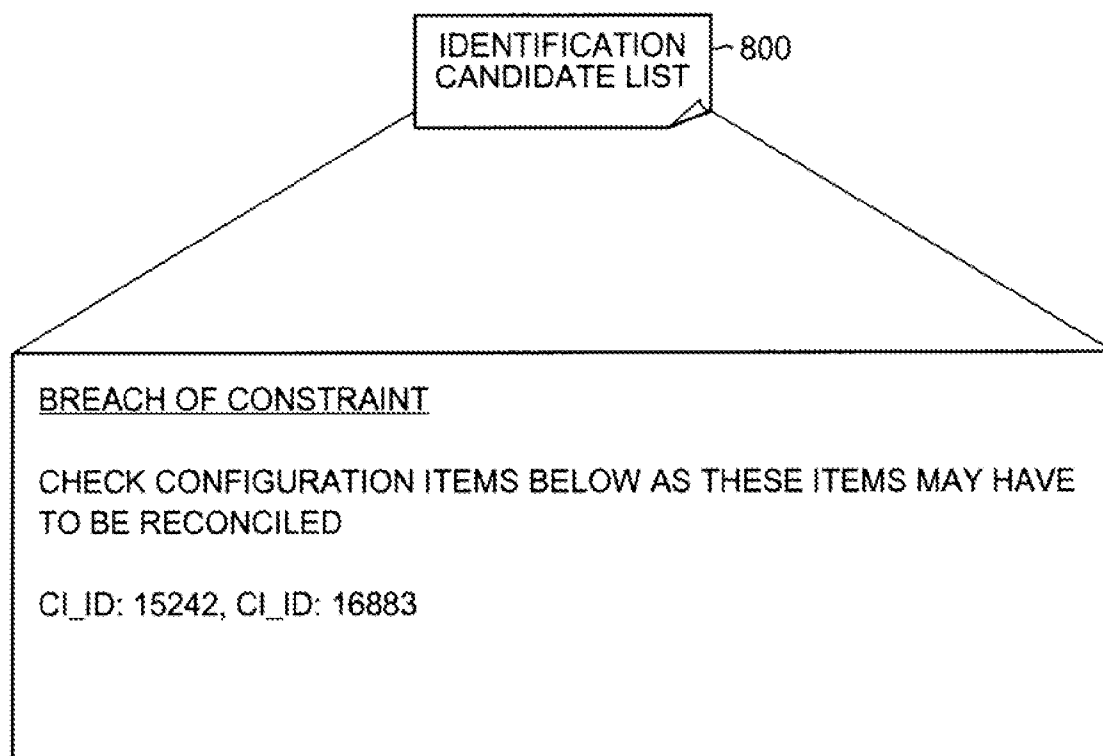 IDENTIFICATION
CANDIDATE LIST
800
BREACH OF CONSTRAINT
CHECK CONFIGURATION ITEMS BELOW AS THESE ITEMS MAY HAVE
TO BE RECONCILED
CI_ID: 15242, CI_ID: 16883